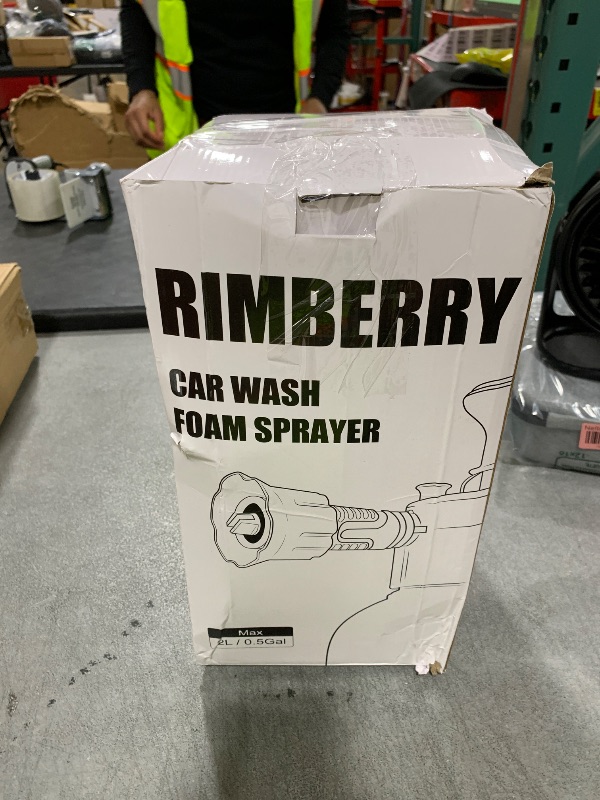 RIMBERRY
CAR WASH
FOAM SPRAYER
Max
2L / 0.5Gal